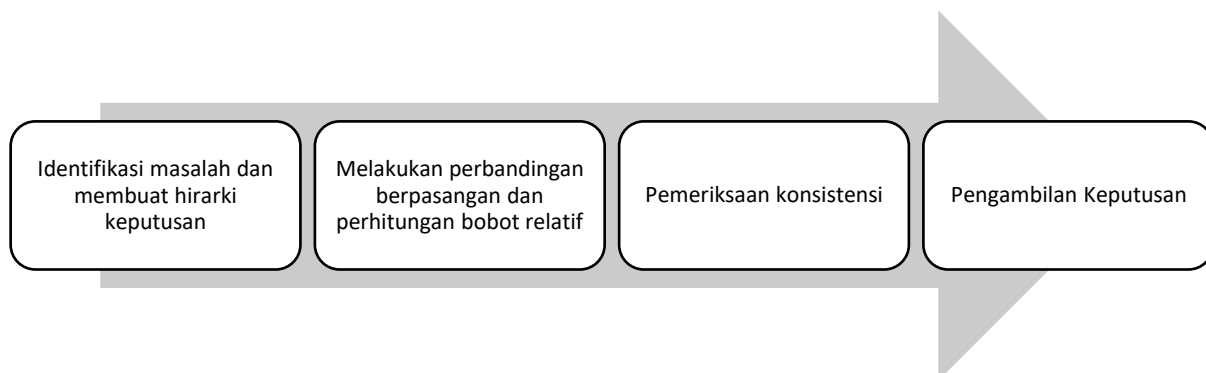 Identifikasi masalah dan
membuat hirarki
keputusan
Melakukan perbandingan
berpasangan dan
perhitungan bobot relatif
Pemeriksaan konsistensi
Pengambilan Keputusan